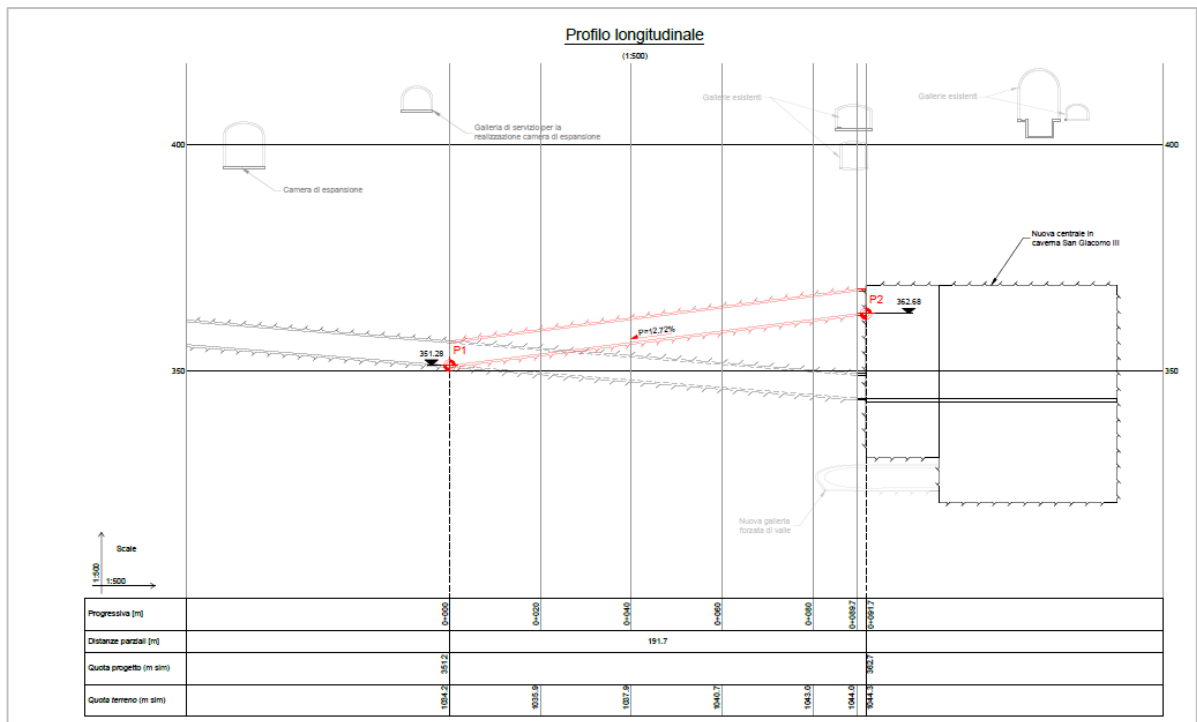 Profilo longitudinale
(1:500)
Gallerie esistenti
Gallerie esistenti
Galleria di servizio per la
realizzazione camera di espansione
400
400
Camera di espansione
Nuova centrale in
caverna San Giacomo III
P2
362.68
P=12,72%
351.28
P1
350
350
Nuova galleria
forzata di valle
Scale
1:500
1:500
Progressiva [m]
0+000
0+020
0+040
0+060
0+080
0+089.7
0+091.7
Distanze parziali [m]
191.7
Quota progetto (m slm)
351.2
362.7
Quota terreno (m slm)
1034.2
1035.9
1037.9
1040.7
1043.0
1044.0
1044.3